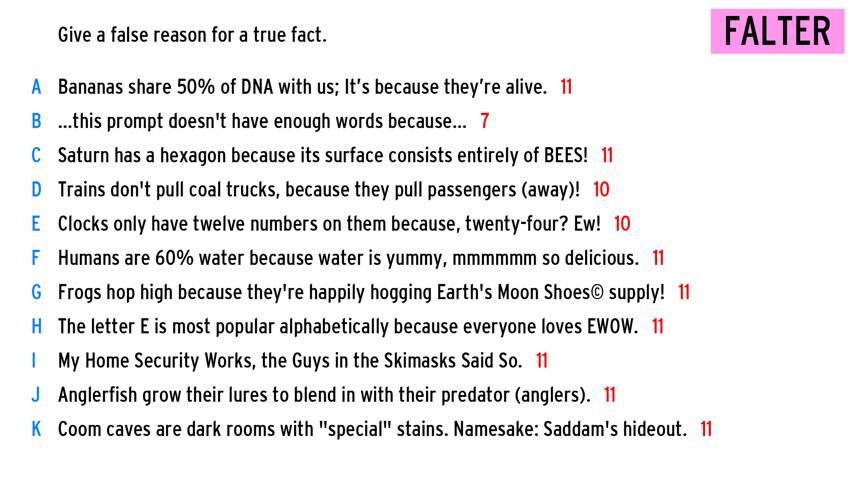 Give a false reason for a true fact.
FALTER
A Bananas share 50% of DNA with us; It's because they're alive. 11
B ...this prompt doesn't have enough words because... 7
C Saturn has a hexagon because its surface consists entirely of BEES! 11
D Trains don't pull coal trucks, because they pull passengers (away)! 10
E Clocks only have twelve numbers on them because, twenty-four? Ew! 10
F Humans are 60% water because water is yummy, mmmmmm so delicious. 11
G Frogs hop high because they're happily hogging Earth's Moon Shoes© supply! 11
H The letter E is most popular alphabetically because everyone loves EWOW. 11
I My Home Security Works, the Guys in the Skimasks Said So. 11
J Anglerfish grow their lures to blend in with their predator (anglers). 11
K Coom caves are dark rooms with "special" stains. Namesake: Saddam's hideout. 11